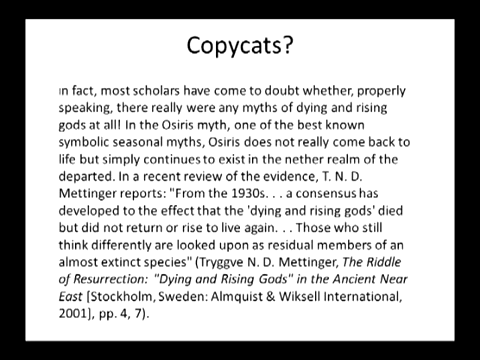 Copycats?
In fact, most scholars have come to doubt whether, properly
speaking, there really were any myths of dying and rising
gods at all! In the Osiris myth, one of the best known
symbolic seasonal myths, Osiris does not really come back to
life but simply continues to exist in the nether realm of the
departed. In a recent review of the evidence, T. N. D.
Mettinger reports: "From the 1930s. . . a consensus has
developed to the effect that the 'dying and rising gods' died
but did not return or rise to live again. . . Those who still
think differently are looked upon as residual members of an
almost extinct species" (Tryggve N. D. Mettinger, The Riddle
of Resurrection: "Dying and Rising Gods" in the Ancient Near
East [Stockholm, Sweden: Almquist & Wiksell International,
2001], pp. 4, 7).